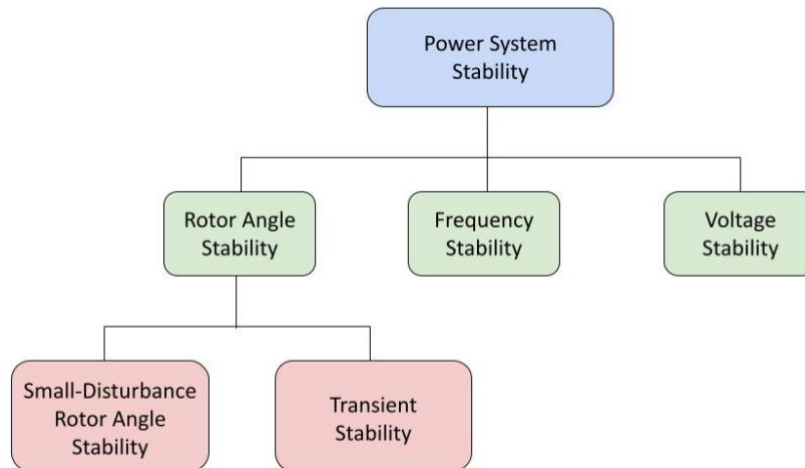 Power System
Stability
Rotor Angle
Stability
Frequency
Stability
Voltage
Stability
Small-Disturbance
Rotor Angle
Stability
Transient
Stability